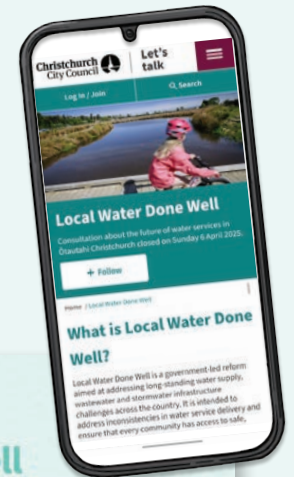 Christchurch
City Council
Let's
talk
Log In / Join
Search
Local Water Done Well
Consultation about the future of water services in
Ōtautahi Christchurch closed on Sunday 6 April 2025.
+ Follow
Home / Local Water Done Well
What is Local Water Done
Well?
Local Water Done Well is a government-led reform
aimed at addressing long-standing water supply,
wastewater and stormwater infrastructure
challenges across the country. It is intended to
address inconsistencies in water service delivery and
ensure that every community has access to safe,
ll